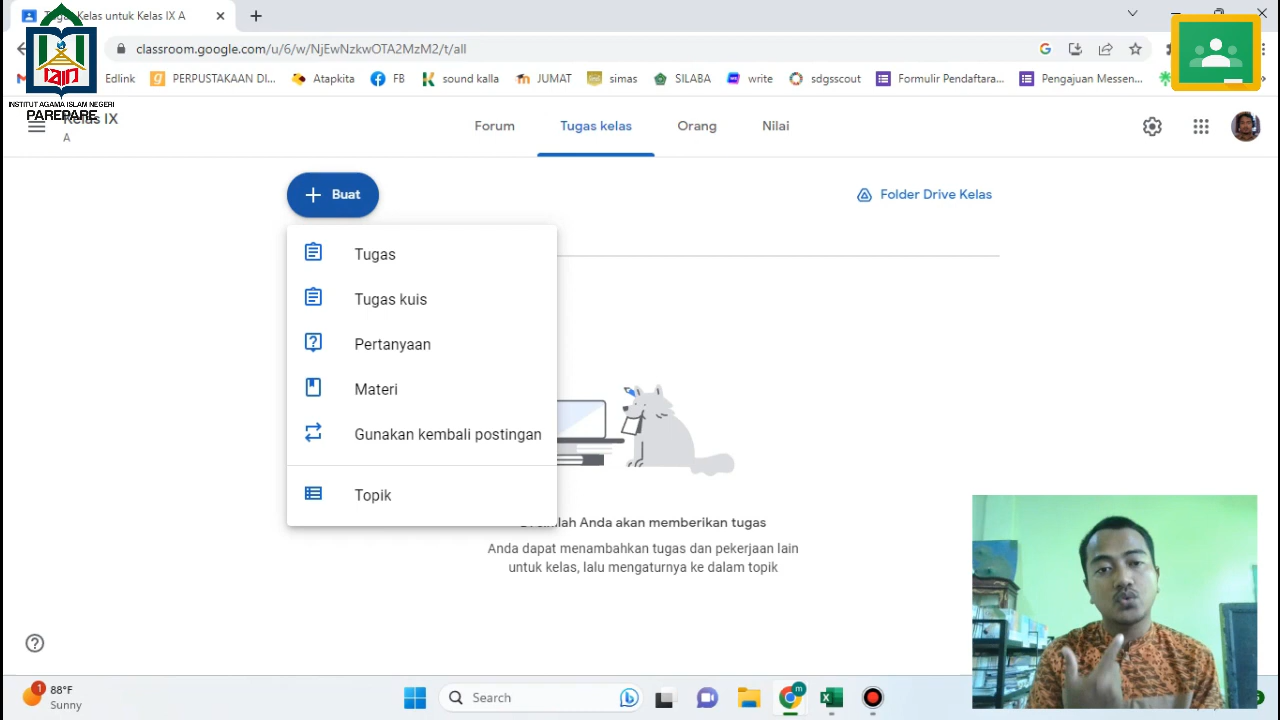 Tugas Kelas untuk Kelas IX A
classroom.google.com/u/6/w/NjEwNzkwOTA2MzM2/t/all
Edlink
PERPUSTAKAAN DI...
Atapkita
FB
sound kalla
JUMAT
simas
SILABA
write
sdgsscout
Formulir Pendaftara...
Pengajuan Messen...
iain
INSTITUT AGAMA ISLAM NEGERI
PAREPARE
Kelas IX
A
Forum
Tugas kelas
Orang
Nilai
Buat
Folder Drive Kelas
Tugas
Tugas kuis
Pertanyaan
Materi
Gunakan kembali postingan
Topik
Anda akan memberikan tugas
Anda dapat menambahkan tugas dan pekerjaan lain
untuk kelas, lalu mengaturnya ke dalam topik
1
88°F
Sunny
Search
m